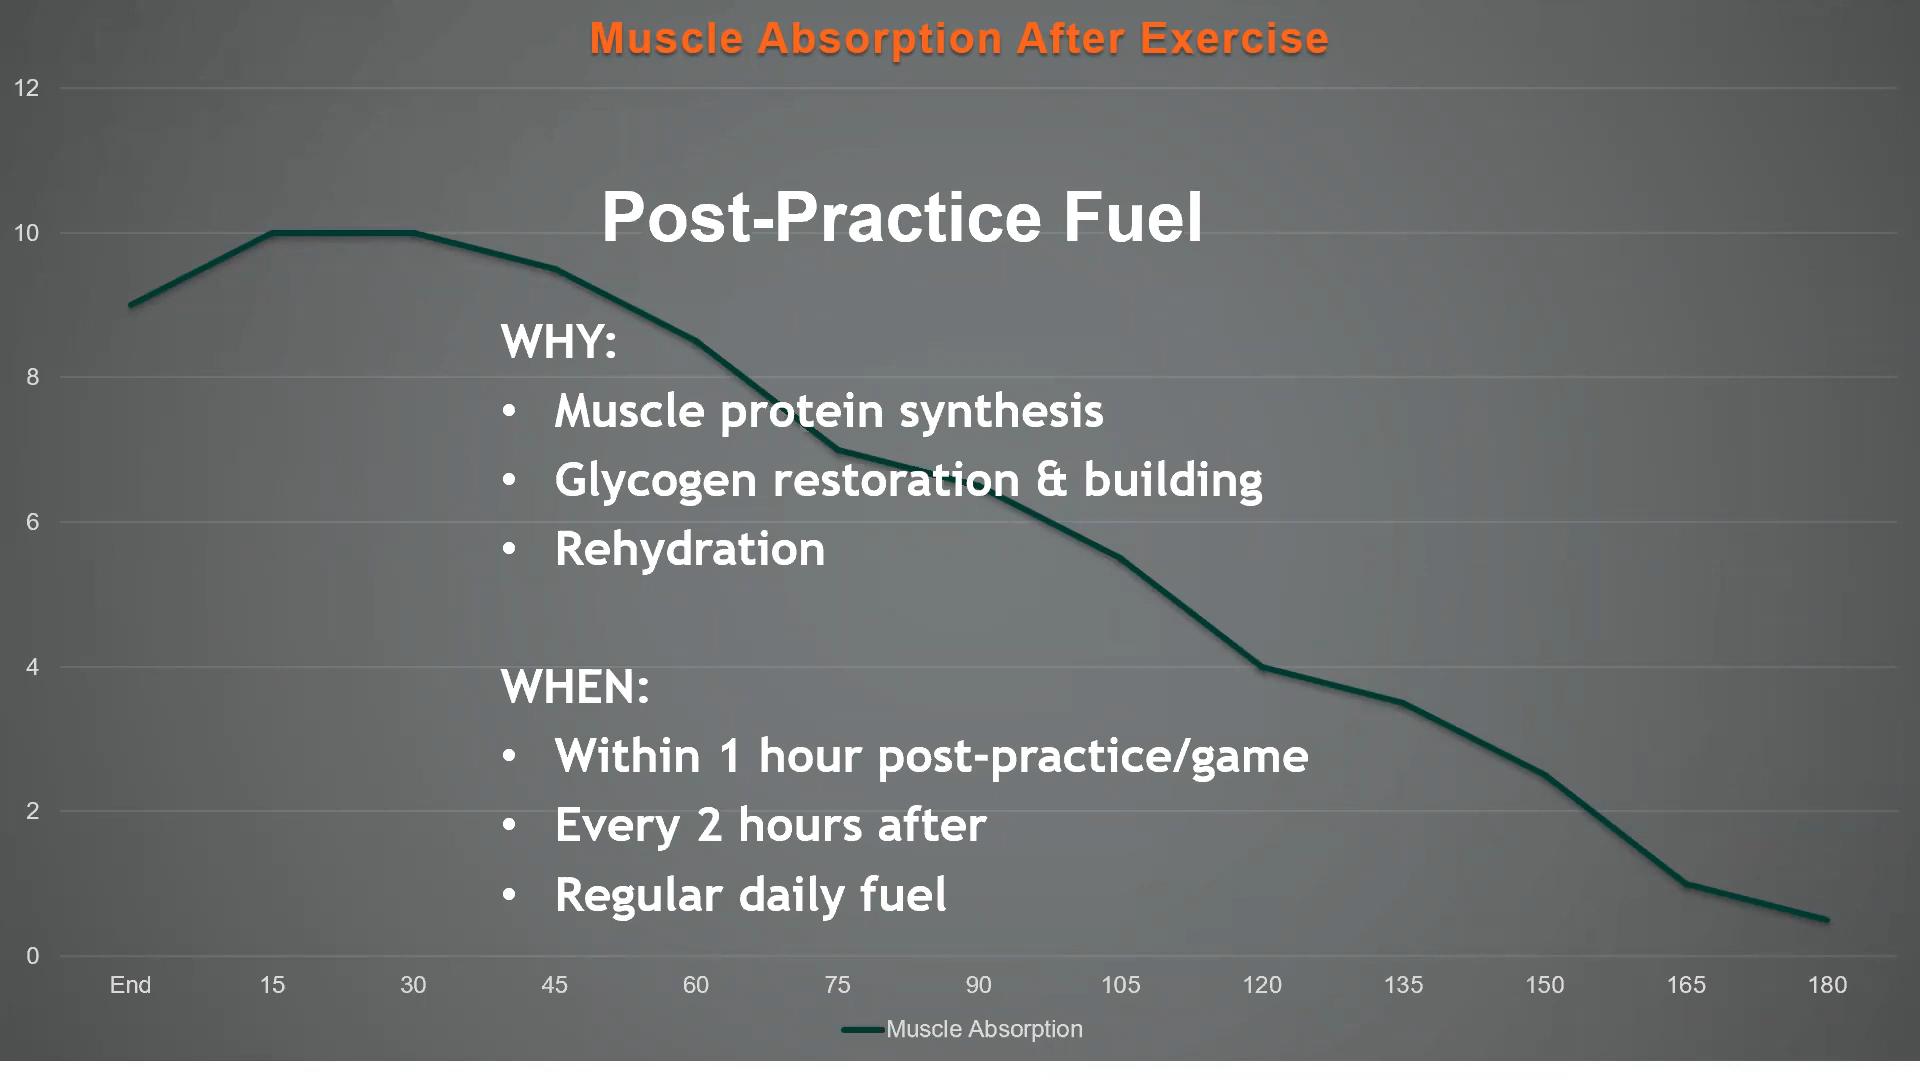 Muscle Absorption After Exercise
12
10
8
6
4
2
0
Post-Practice Fuel
WHY:
• Muscle protein synthesis
• Glycogen restoration & building
• Rehydration
WHEN:
• Within 1 hour post-practice/game
• Every 2 hours after
• Regular daily fuel
End 15 30 45 60 75 90 105 120 135 150 165 180
Muscle Absorption